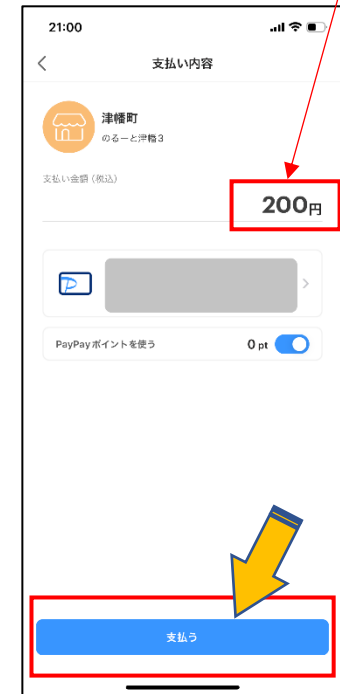 21:00
支払い内容
津幡町
のるーと津幡3
支払い金額（税込）
200円
PayPayポイントを使う 0 pt
支払う